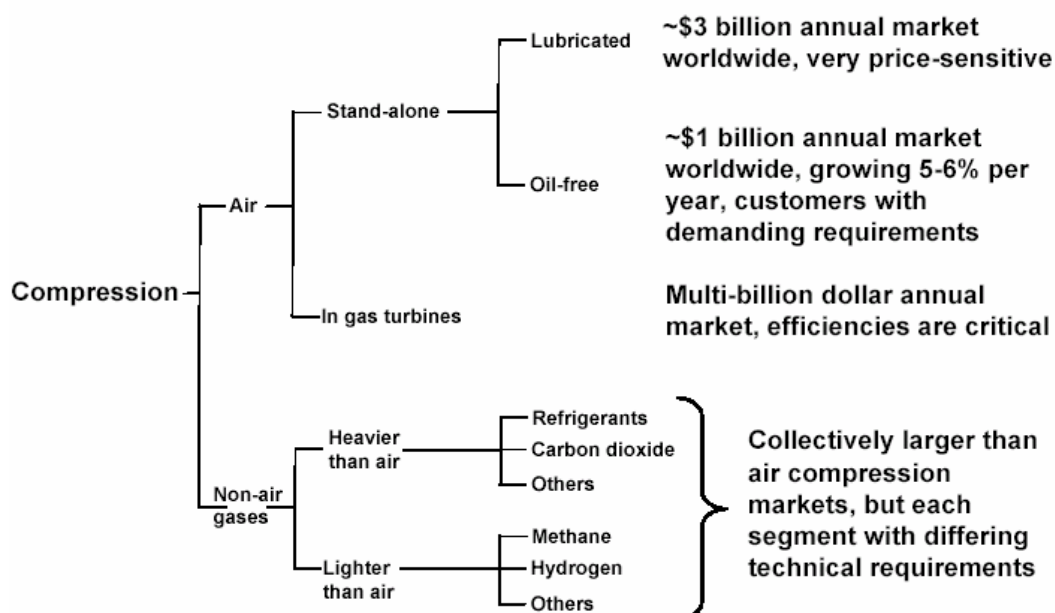 Compression
Air
Stand-alone
Lubricated
~$3 billion annual market
worldwide, very price-sensitive
Oil-free
~$1 billion annual market
worldwide, growing 5-6% per
year, customers with
demanding requirements
In gas turbines
Multi-billion dollar annual
market, efficiencies are critical
Non-air
gases
Heavier
than air
Refrigerants
Carbon dioxide
Others
Lighter
than air
Methane
Hydrogen
Others
Collectively larger than
air compression
markets, but each
segment with differing
technical requirements